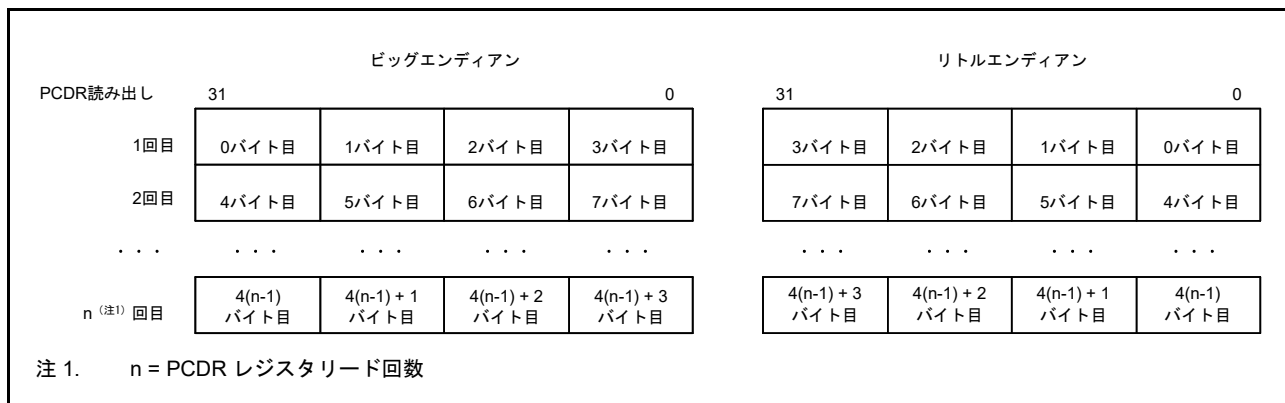 ビッグエンディアン リトルエンディアン
PCDR読み出し 31 0 31 0
1回目 0バイト目 1バイト目 2バイト目 3バイト目 3バイト目 2バイト目 1バイト目 0バイト目
2回目 4バイト目 5バイト目 6バイト目 7バイト目 7バイト目 6バイト目 5バイト目 4バイト目
・・・ ・・・ ・・・ ・・・ ・・・ ・・・ ・・・ ・・・ ・・・
n(注1) 回目 4(n-1) バイト目 4(n-1) + 1 バイト目 4(n-1) + 2 バイト目 4(n-1) + 3 バイト目 4(n-1) + 3 バイト目 4(n-1) + 2 バイト目 4(n-1) + 1 バイト目 4(n-1) バイト目
注 1. n = PCDR レジスタリード回数